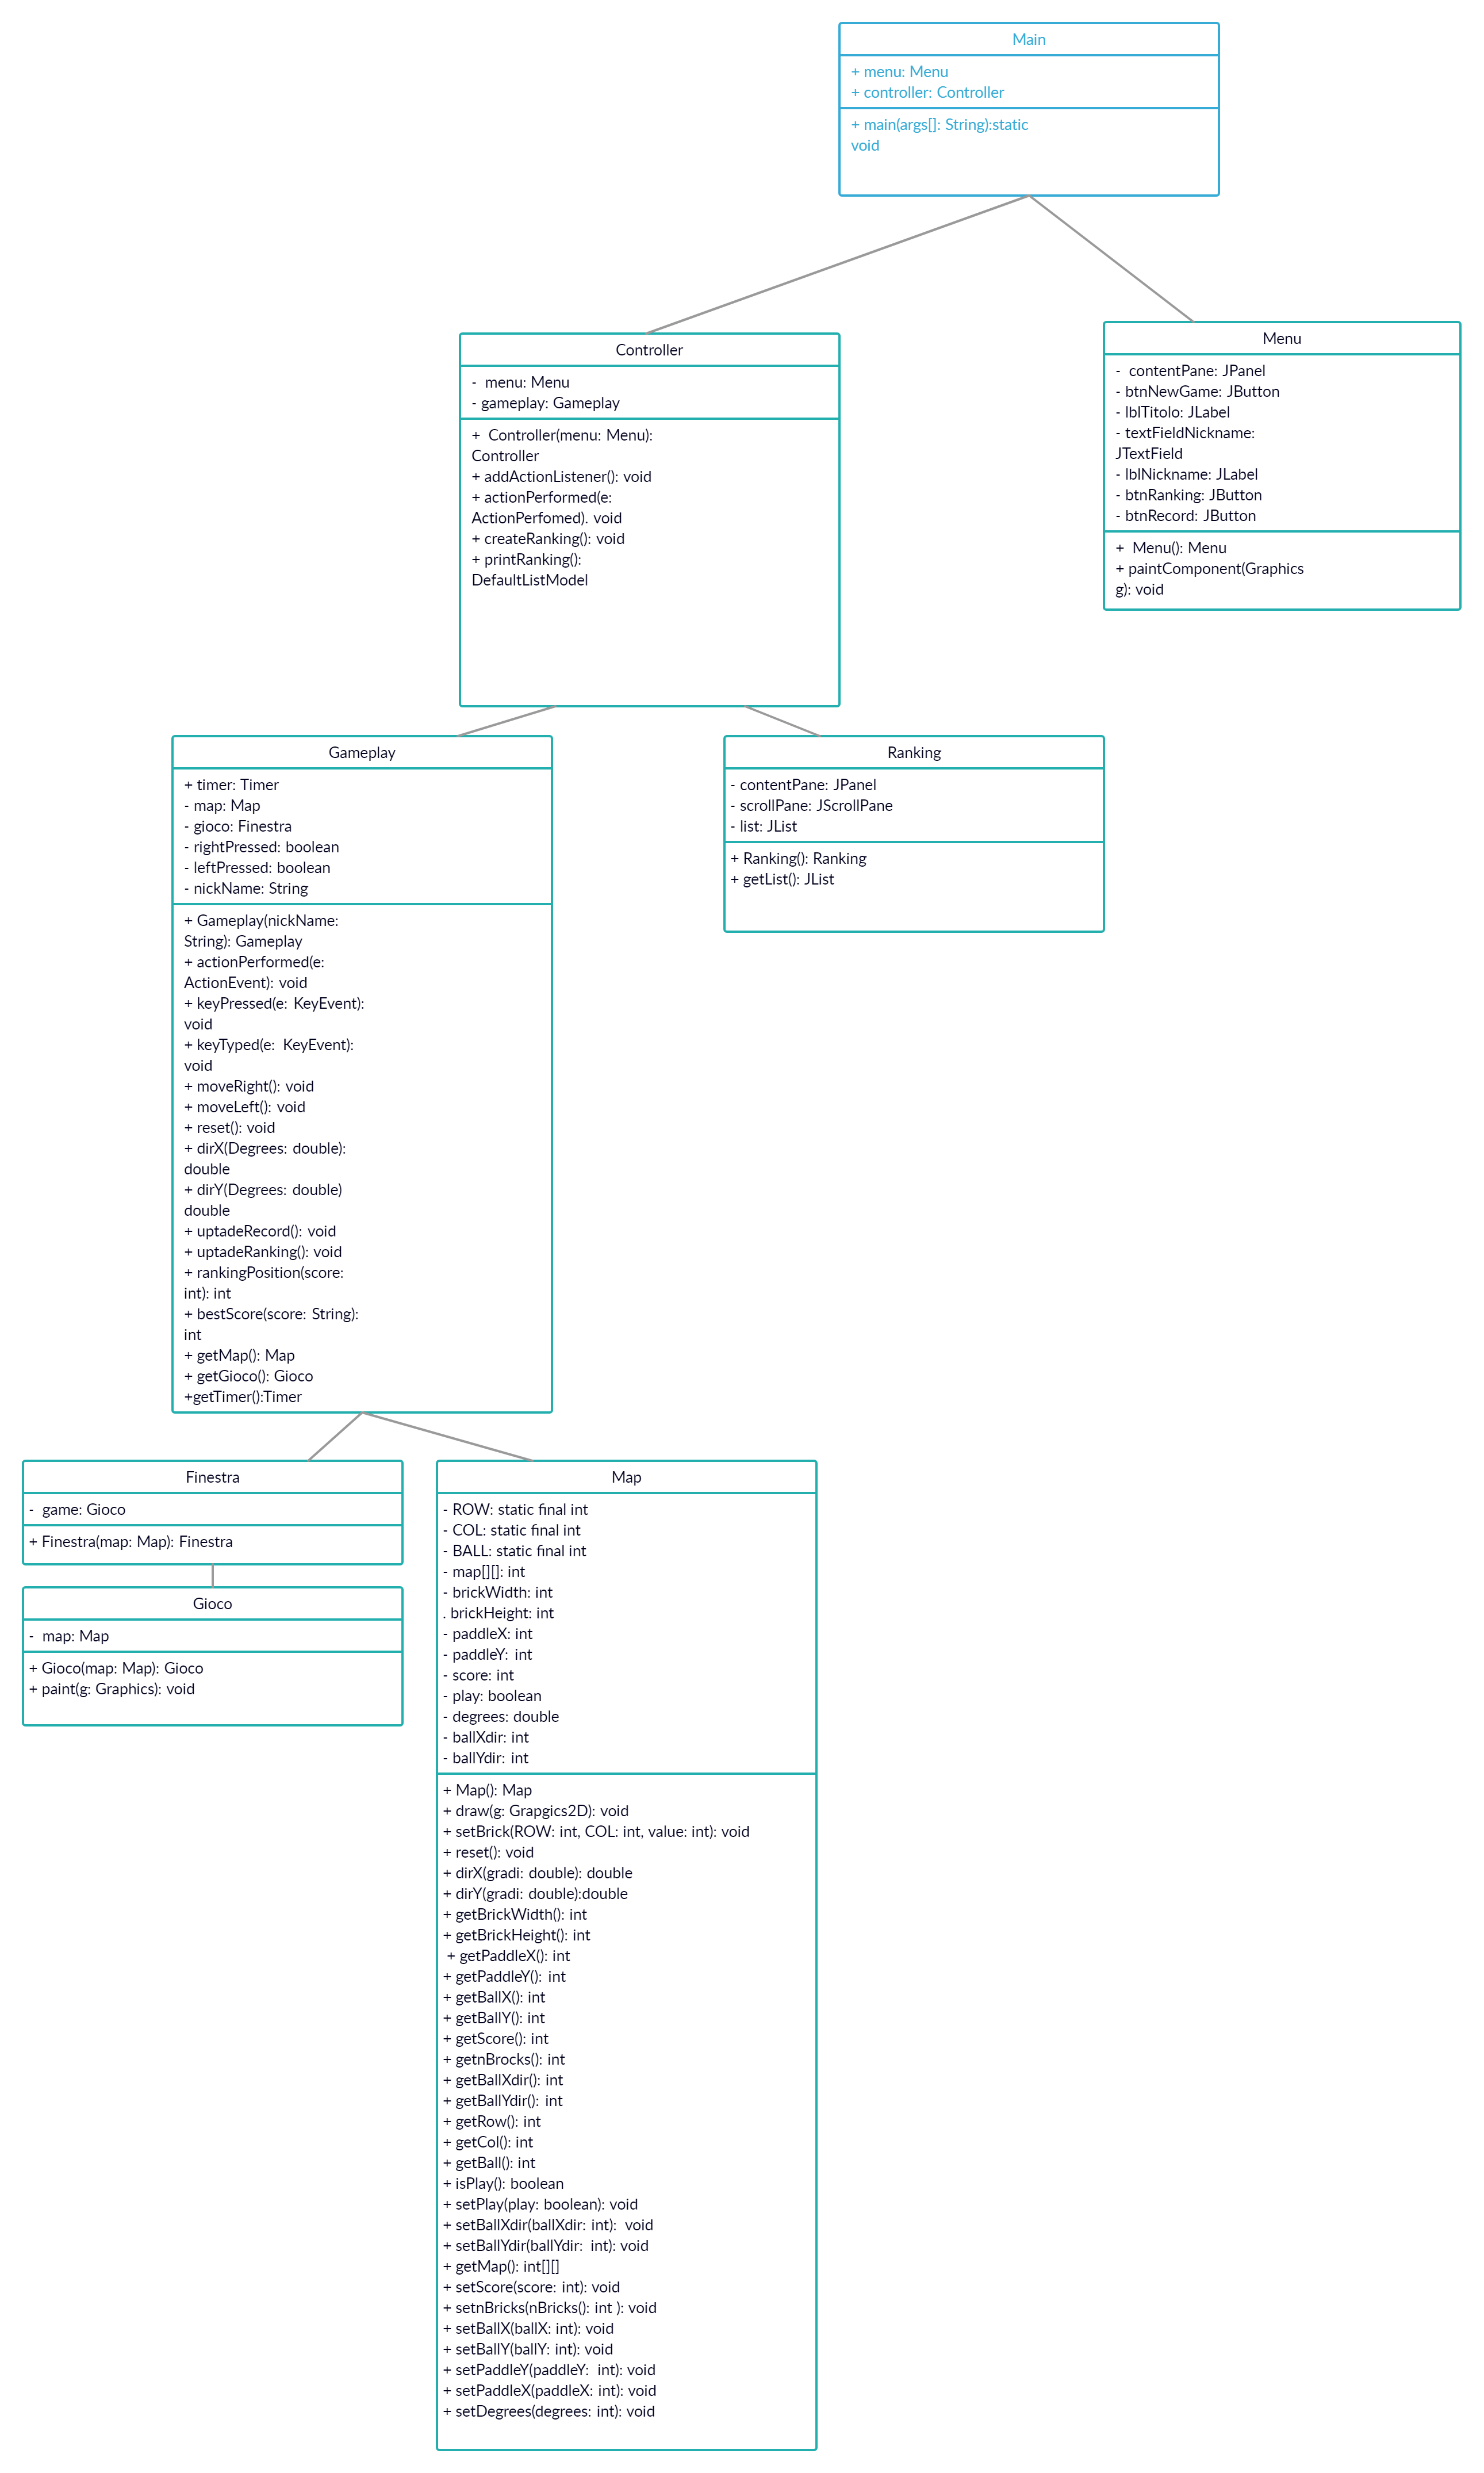 Main
+ menu: Menu
+ controller: Controller
+ main(args[]: String):static
void
Controller
-  menu: Menu
- gameplay: Gameplay
+  Controller(menu: Menu):
Controller
+ addActionListener(): void
+ actionPerformed(e:
ActionPerfomed). void
+ createRanking(): void
+ printRanking():
DefaultListModel
Menu
-  contentPane: JPanel
- btnNewGame: JButton
- lblTitolo: JLabel
- textFieldNickname:
JTextField
- lblNickname: JLabel
- btnRanking: JButton
- btnRecord: JButton
+  Menu(): Menu
+ paintComponent(Graphics
g): void
Gameplay
+ timer: Timer
- map: Map
- gioco: Finestra
- rightPressed: boolean
- leftPressed: boolean
- nickName: String
+ Gameplay(nickName:
String): Gameplay
+ actionPerformed(e:
ActionEvent): void
+ keyPressed(e: KeyEvent):
void
+ keyTyped(e:  KeyEvent):
void
+ moveRight(): void
+ moveLeft(): void
+ reset(): void
+ dirX(Degrees: double):
double
+ dirY(Degrees: double)
double
+ uptadeRecord(): void
+ uptadeRanking(): void
+ rankingPosition(score:
int): int
+ bestScore(score: String):
int
+ getMap(): Map
+ getGioco(): Gioco
+getTimer():Timer
Ranking
- contentPane: JPanel
- scrollPane: JScrollPane
- list: JList
+ Ranking(): Ranking
+ getList(): JList
Finestra
-  game: Gioco
+ Finestra(map: Map): Finestra
Gioco
-  map: Map
+ Gioco(map: Map): Gioco
+ paint(g: Graphics): void
Map
- ROW: static final int
- COL: static final int
- BALL: static final int
- map[][]: int
- brickWidth: int
. brickHeight: int
- paddleX: int
- paddleY: int
- score: int
- play: boolean
- degrees: double
- ballXdir: int
- ballYdir: int
+ Map(): Map
+ draw(g: Grapgics2D): void
+ setBrick(ROW: int, COL: int, value: int): void
+ reset(): void
+ dirX(gradi: double): double
+ dirY(gradi: double):double
+ getBrickWidth(): int
+ getBrickHeight(): int
+ getPaddleX(): int
+ getPaddleY(): int
+ getBallX(): int
+ getBallY(): int
+ getScore(): int
+ getnBrocks(): int
+ getBallXdir(): int
+ getBallYdir(): int
+ getRow(): int
+ getCol(): int
+ getBall(): int
+ isPlay(): boolean
+ setPlay(play: boolean): void
+ setBallXdir(ballXdir: int):  void
+ setBallYdir(ballYdir:  int): void
+ getMap(): int[][]
+ setScore(score: int): void
+ setnBricks(nBricks(): int ): void
+ setBallX(ballX: int): void
+ setBallY(ballY: int): void
+ setPaddleY(paddleY:  int): void
+ setPaddleX(paddleX: int): void
+ setDegrees(degrees: int): void